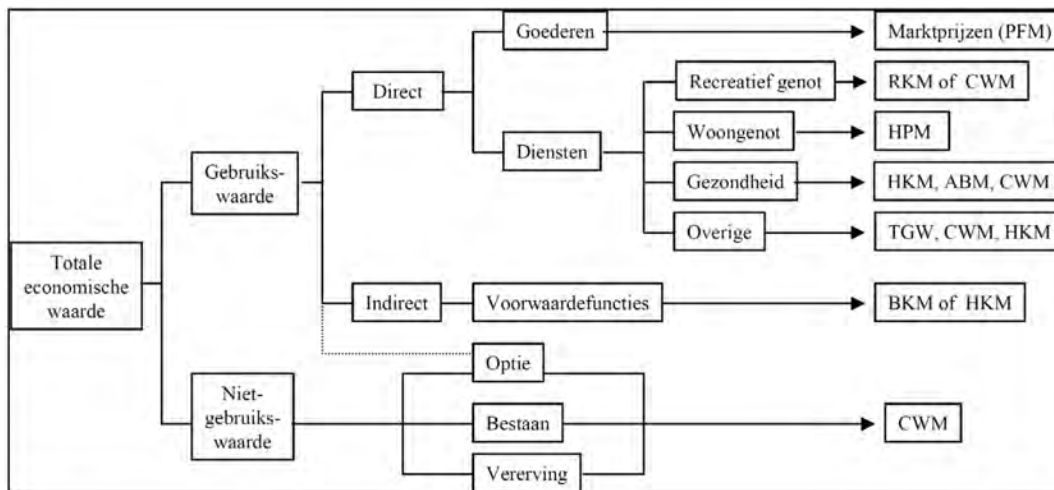 Goederen
Marktprijzen (PFM)
Direct
Recreatief genot
RKM of CWM
Woongenot
HPM
Diensten
Gebruiks-
waarde
Gezondheid
HKM, ABM, CWM
Overige
TGW, CWM, HKM
Totale
economische
waarde
Indirect
Voorwaardefuncties
BKM of HKM
Optie
Niet-
gebruiks-
waarde
Bestaan
CWM
Vererving